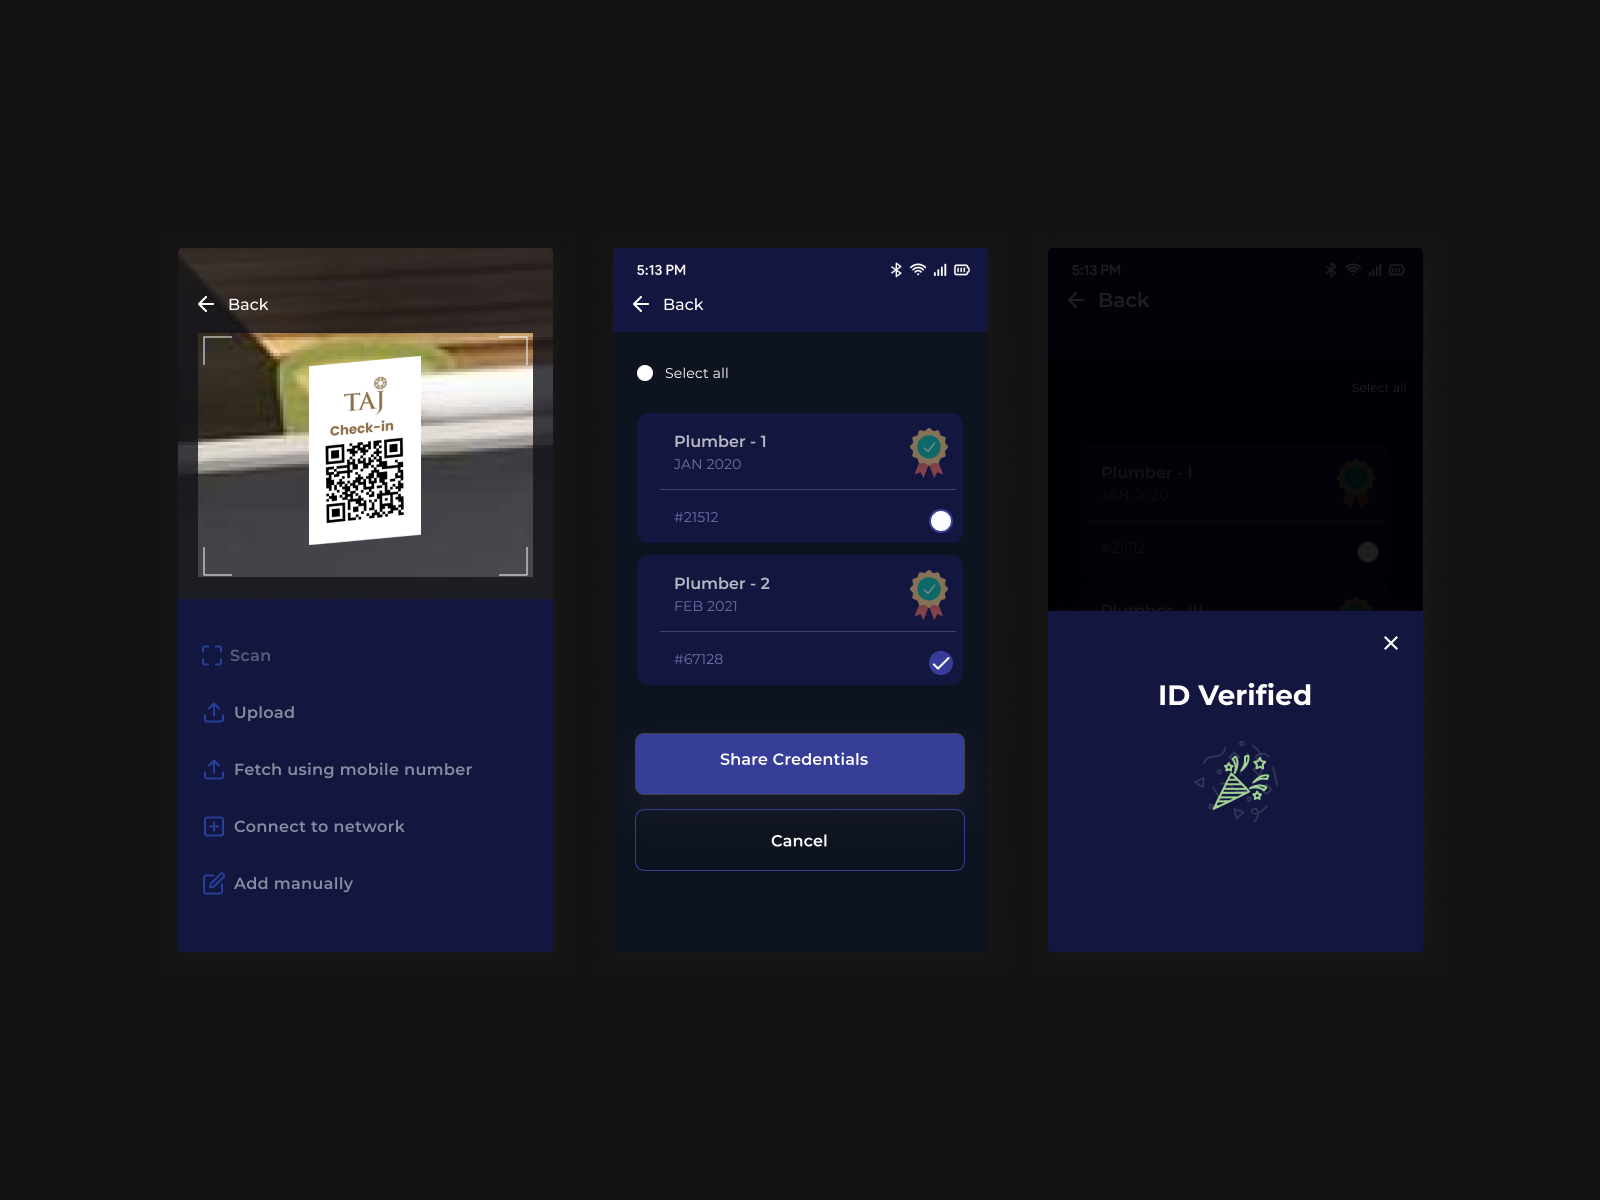 Back
TAJ
Check-in
Scan
Upload
Fetch using mobile number
Connect to network
Add manually
5:13 PM
Back
Select all
Plumber - 1
JAN 2020
#21512
Plumber - 2
FEB 2021
#67128
Share Credentials
Cancel
5:13 PM
Back
Select all
Plumber - I
JAN 2020
#21512
Plumber - III
ID Verified